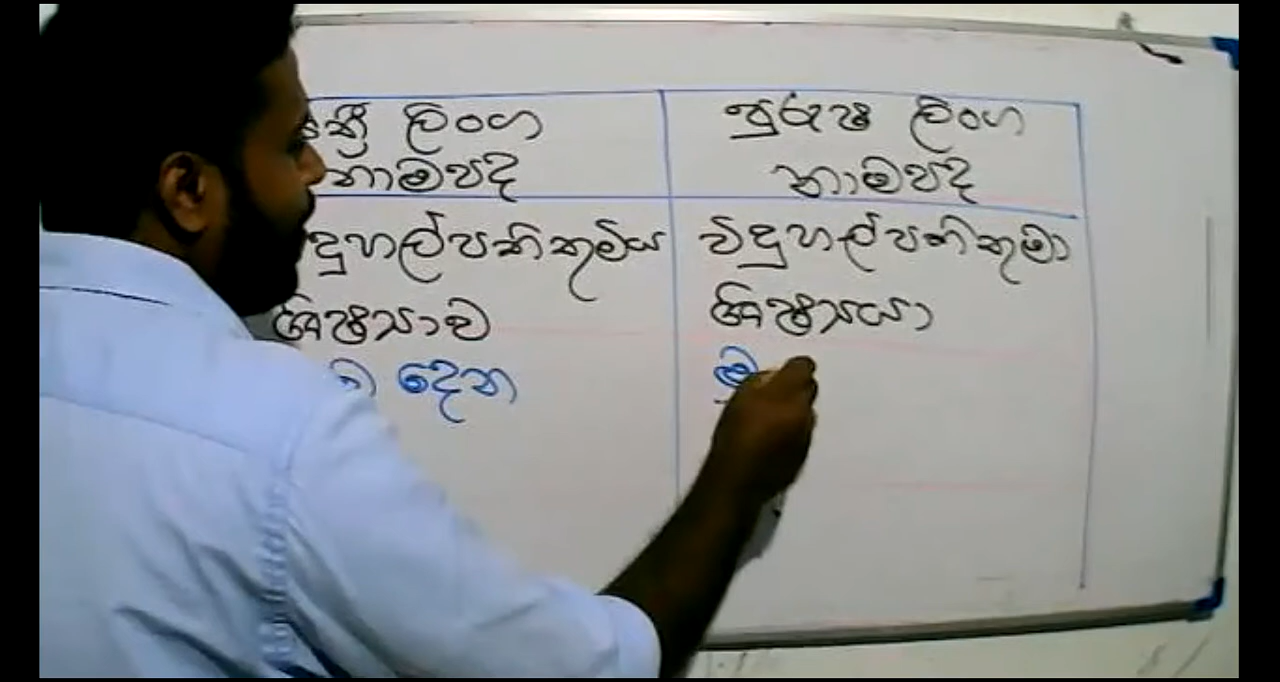 ලිංග
නාමපද
පුරුෂ ලිංග
නාමපද
දුහල්පතිතුමිය
විදුහල්පතිතුමා
ශිෂ්‍යාව
ශිෂ්‍යයා
දෙන
මු